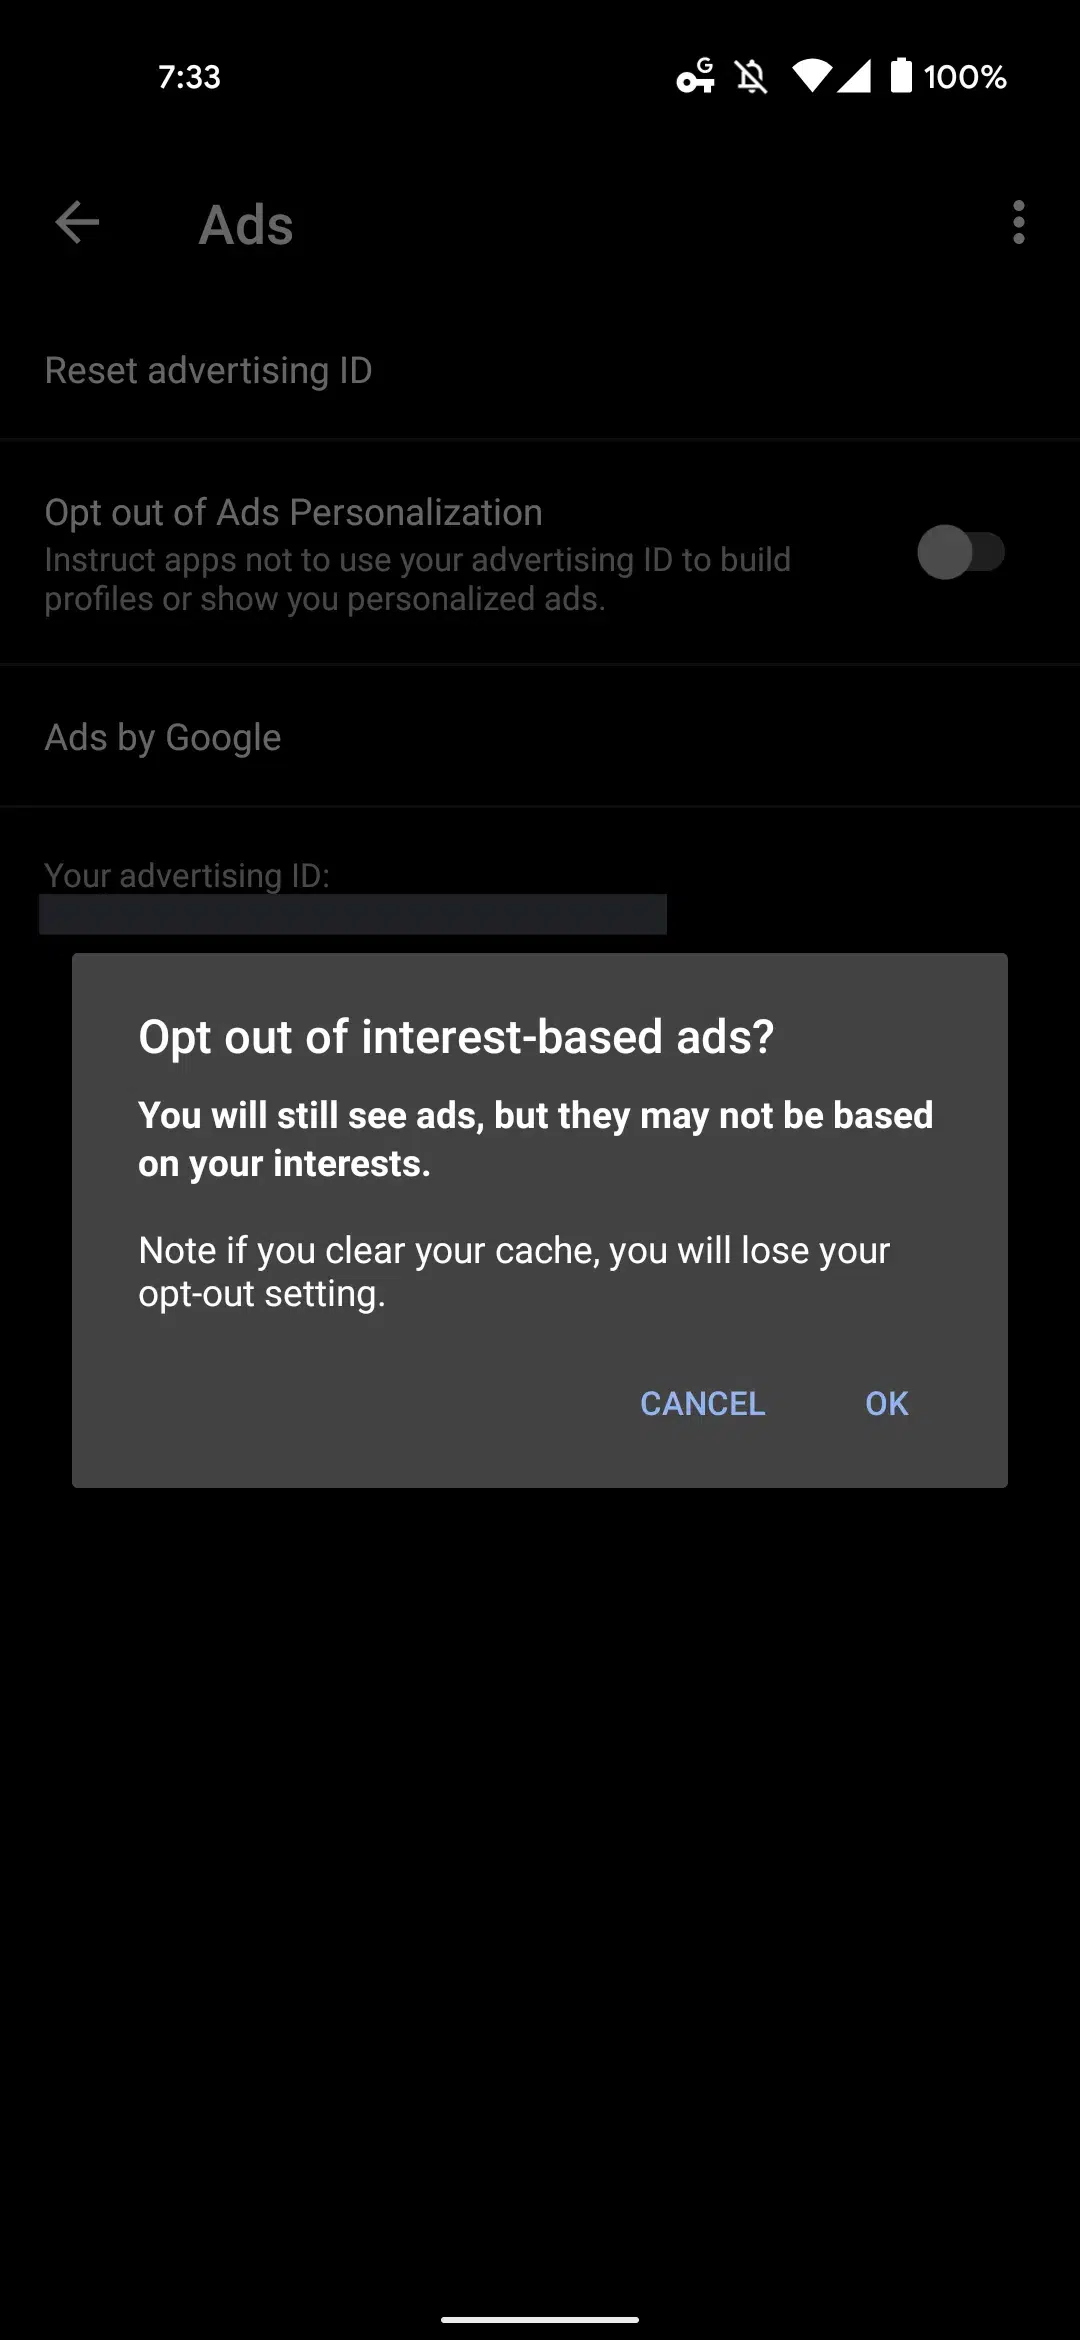 7:33
G
100%
Ads
Reset advertising ID
Opt out of Ads Personalization
Instruct apps not to use your advertising ID to build
profiles or show you personalized ads.
Ads by Google
Your advertising ID:
Opt out of interest-based ads?
You will still see ads, but they may not be based
on your interests.
Note if you clear your cache, you will lose your
opt-out setting.
CANCEL OK